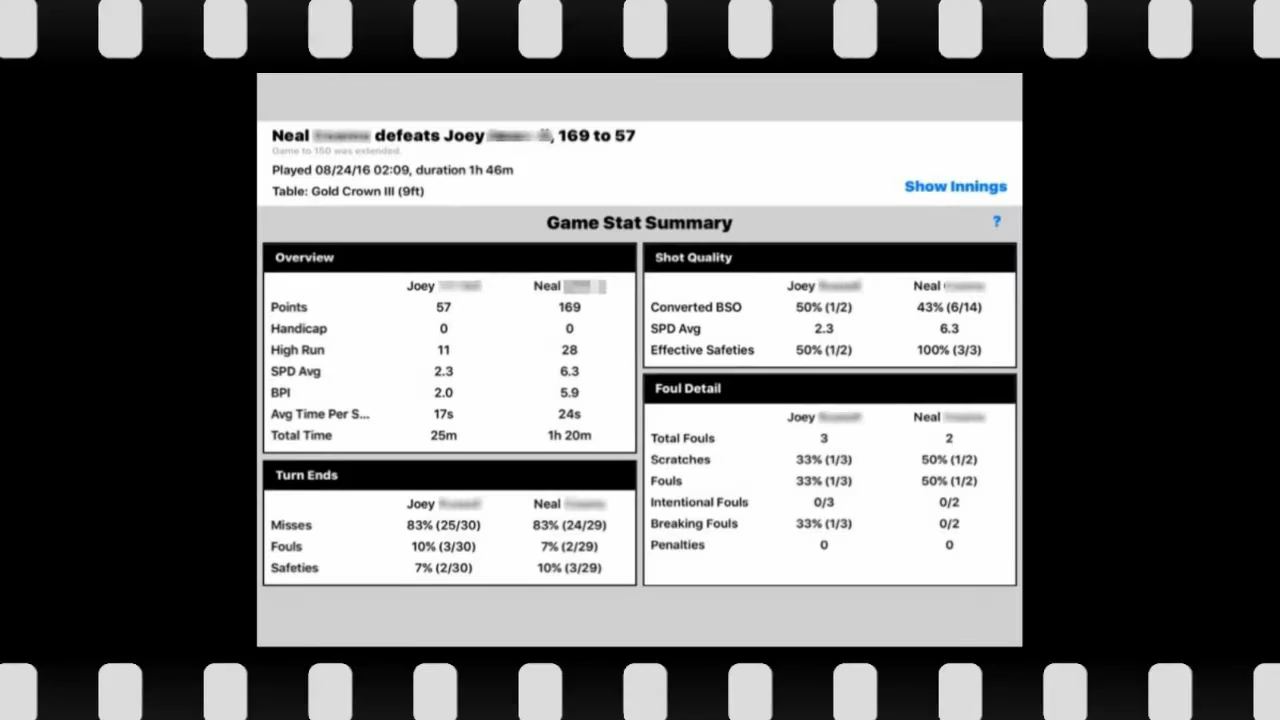 Neal defeats Joey , 169 to 57
Game to 150 was extended.
Played 08/24/16 02:09, duration 1h 46m
Table: Gold Crown III (9ft)
Show Innings
Game Stat Summary
?
Overview
Joey Neal
Points 57 169
Handicap 0 0
High Run 11 28
SPD Avg 2.3 6.3
BPI 2.0 5.9
Avg Time Per S... 17s 24s
Total Time 25m 1h 20m
Turn Ends
Joey Neal
Misses 83% (25/30) 83% (24/29)
Fouls 10% (3/30) 7% (2/29)
Safeties 7% (2/30) 10% (3/29)
Shot Quality
Joey Neal
Converted BSO 50% (1/2) 43% (6/14)
SPD Avg 2.3 6.3
Effective Safeties 50% (1/2) 100% (3/3)
Foul Detail
Joey Neal
Total Fouls 3 2
Scratches 33% (1/3) 50% (1/2)
Fouls 33% (1/3) 50% (1/2)
Intentional Fouls 0/3 0/2
Breaking Fouls 33% (1/3) 0/2
Penalties 0 0